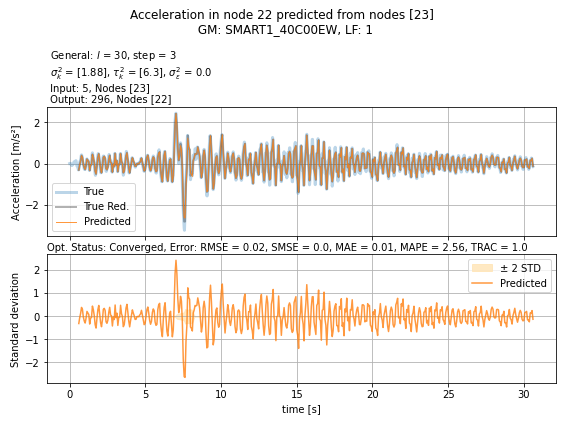 Acceleration in node 22 predicted from nodes [23]
GM: SMART1_40C00EW, LF: 1
General: l = 30, step = 3
σ²ₖ = [1.88], τ²ₖ = [6.3], σ²ε = 0.0
Input: 5, Nodes [23]
Output: 296, Nodes [22]
Acceleration [m/s²]
2
0
−2
True
True Red.
Predicted
Opt. Status: Converged, Error: RMSE = 0.02, SMSE = 0.0, MAE = 0.01, MAPE = 2.56, TRAC = 1.0
Standard deviation
2
1
0
−1
−2
± 2 STD
Predicted
0 5 10 15 20 25 30
time [s]